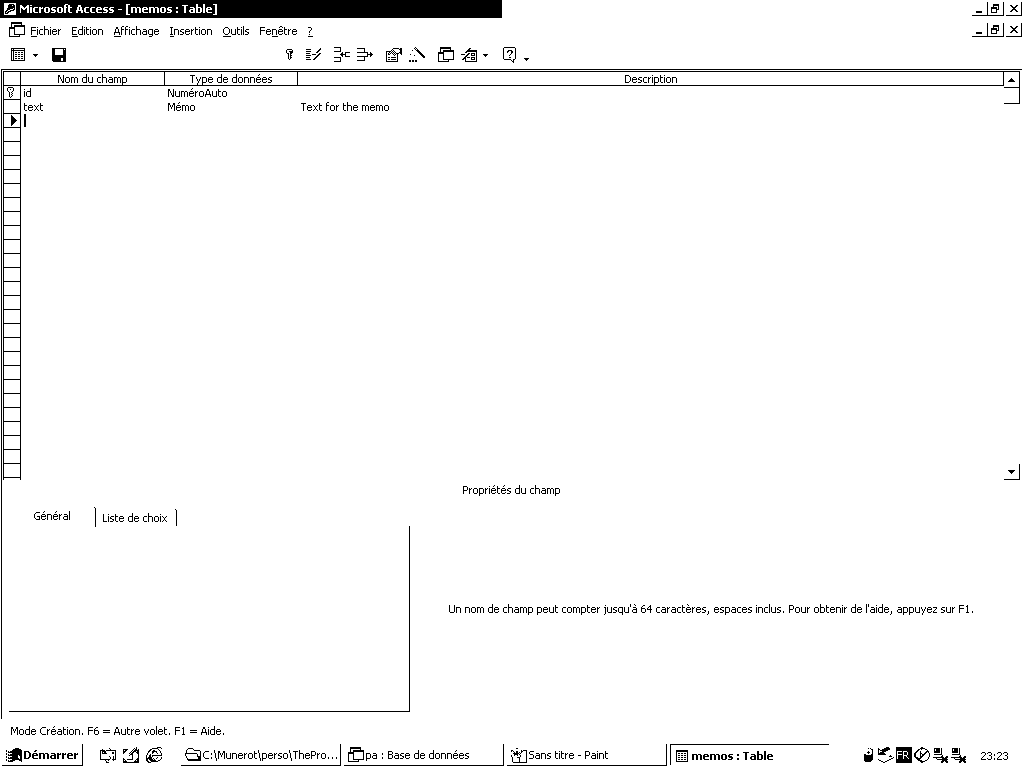 Microsoft Access - [memos : Table]
Fichier Edition Affichage Insertion Outils Fenêtre ?
Nom du champ Type de données Description
id NuméroAuto
text Mémo Text for the memo
Propriétés du champ
Général Liste de choix
Un nom de champ peut compter jusqu'à 64 caractères, espaces inclus. Pour obtenir de l'aide, appuyez sur F1.
Mode Création. F6 = Autre volet. F1 = Aide.
Démarrer C:\Munerot\perso\ThePro... pa : Base de données Sans titre - Paint memos : Table FR 23:23